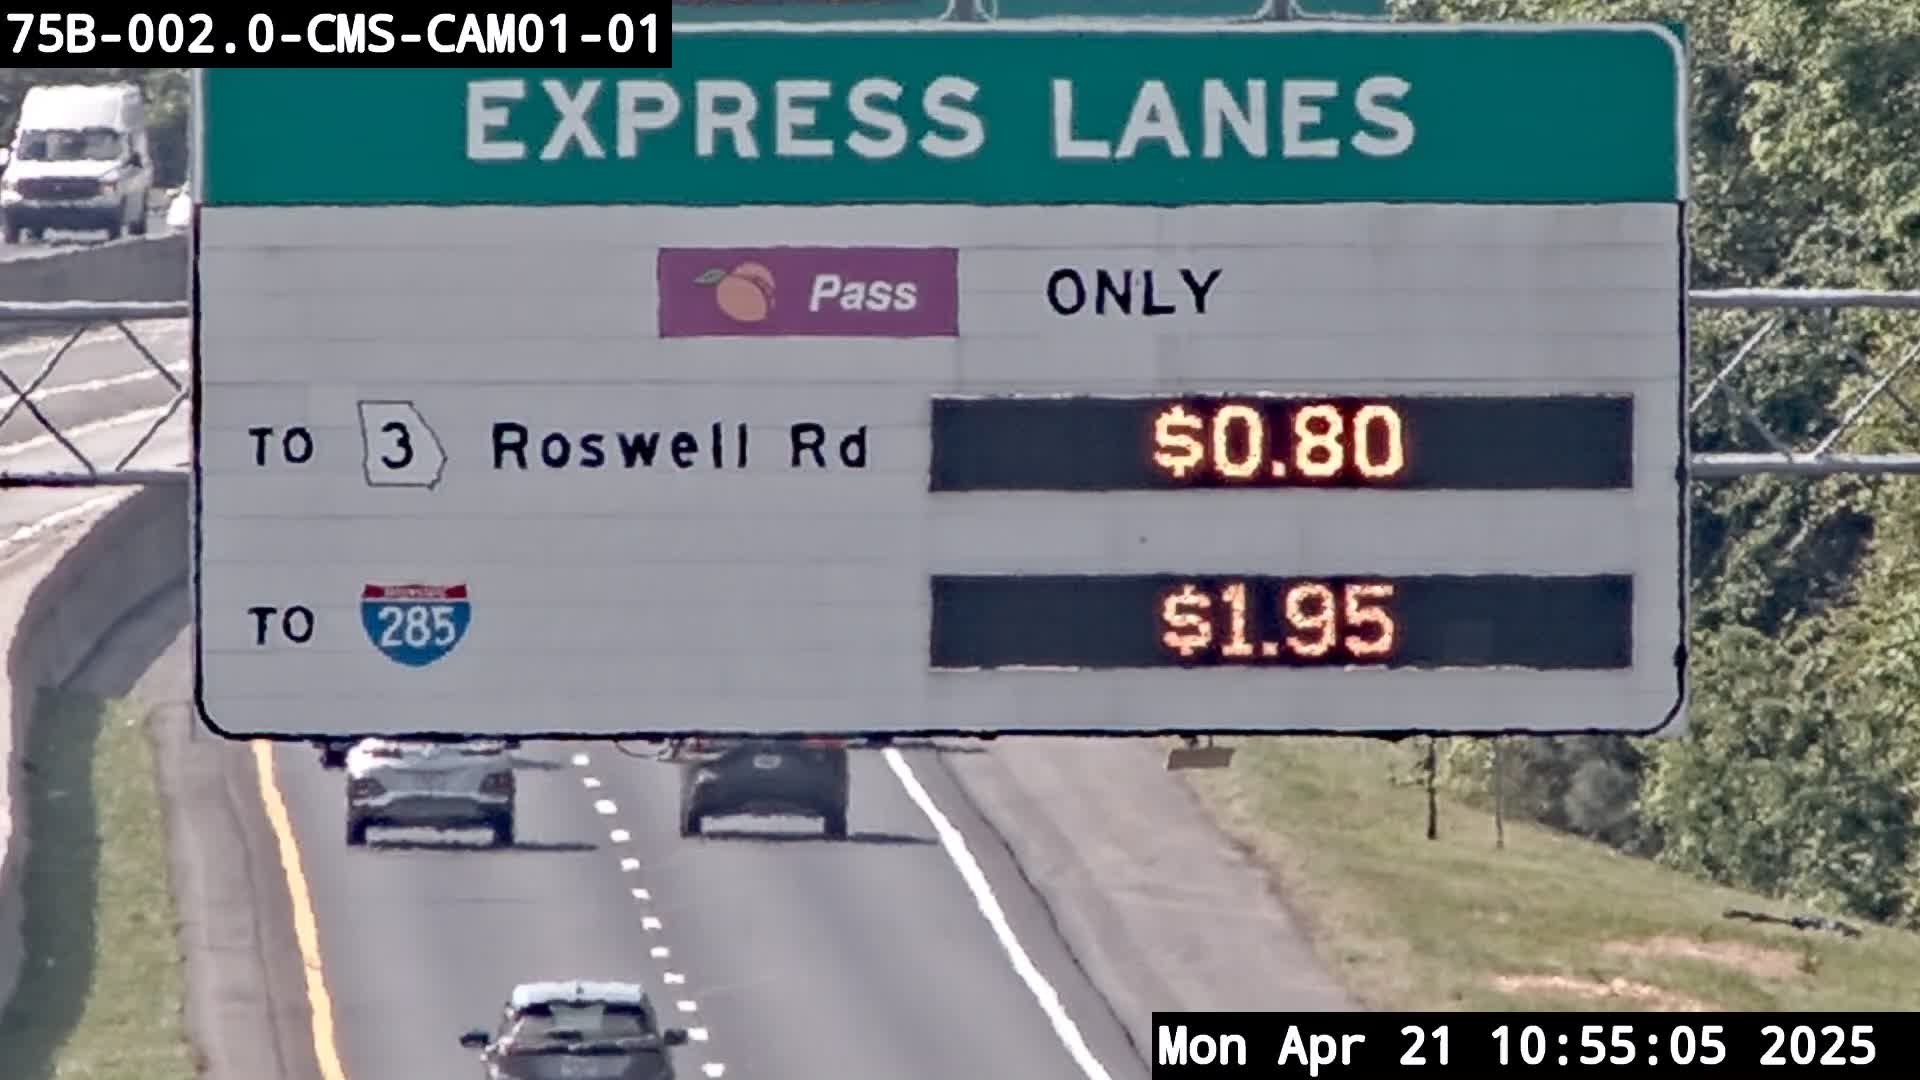 75B-002.0-CMS-CAM01-01
EXPRESS LANES
Pass ONLY
TO 3 Roswell Rd $0.80
INTERSTATE
TO 285 $1.95
Mon Apr 21 10:55:05 2025